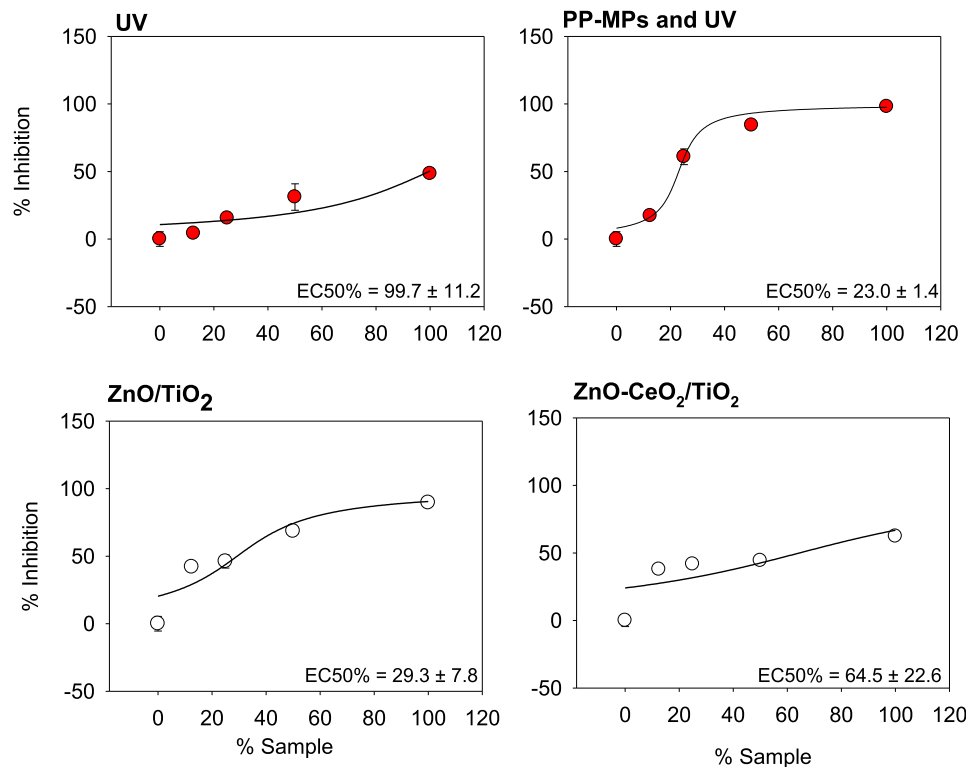 UV
PP-MPs and UV
150
100
50
0
-50
% Inhibition
EC50% = 99.7 ± 11.2
0 20 40 60 80 100 120
150
100
50
0
-50
EC50% = 23.0 ± 1.4
0 20 40 60 80 100 120
ZnO/TiO2
ZnO-CeO2/TiO2
150
100
50
0
-50
% Inhibition
EC50% = 29.3 ± 7.8
0 20 40 60 80 100 120
% Sample
150
100
50
0
-50
EC50% = 64.5 ± 22.6
0 20 40 60 80 100 120
% Sample